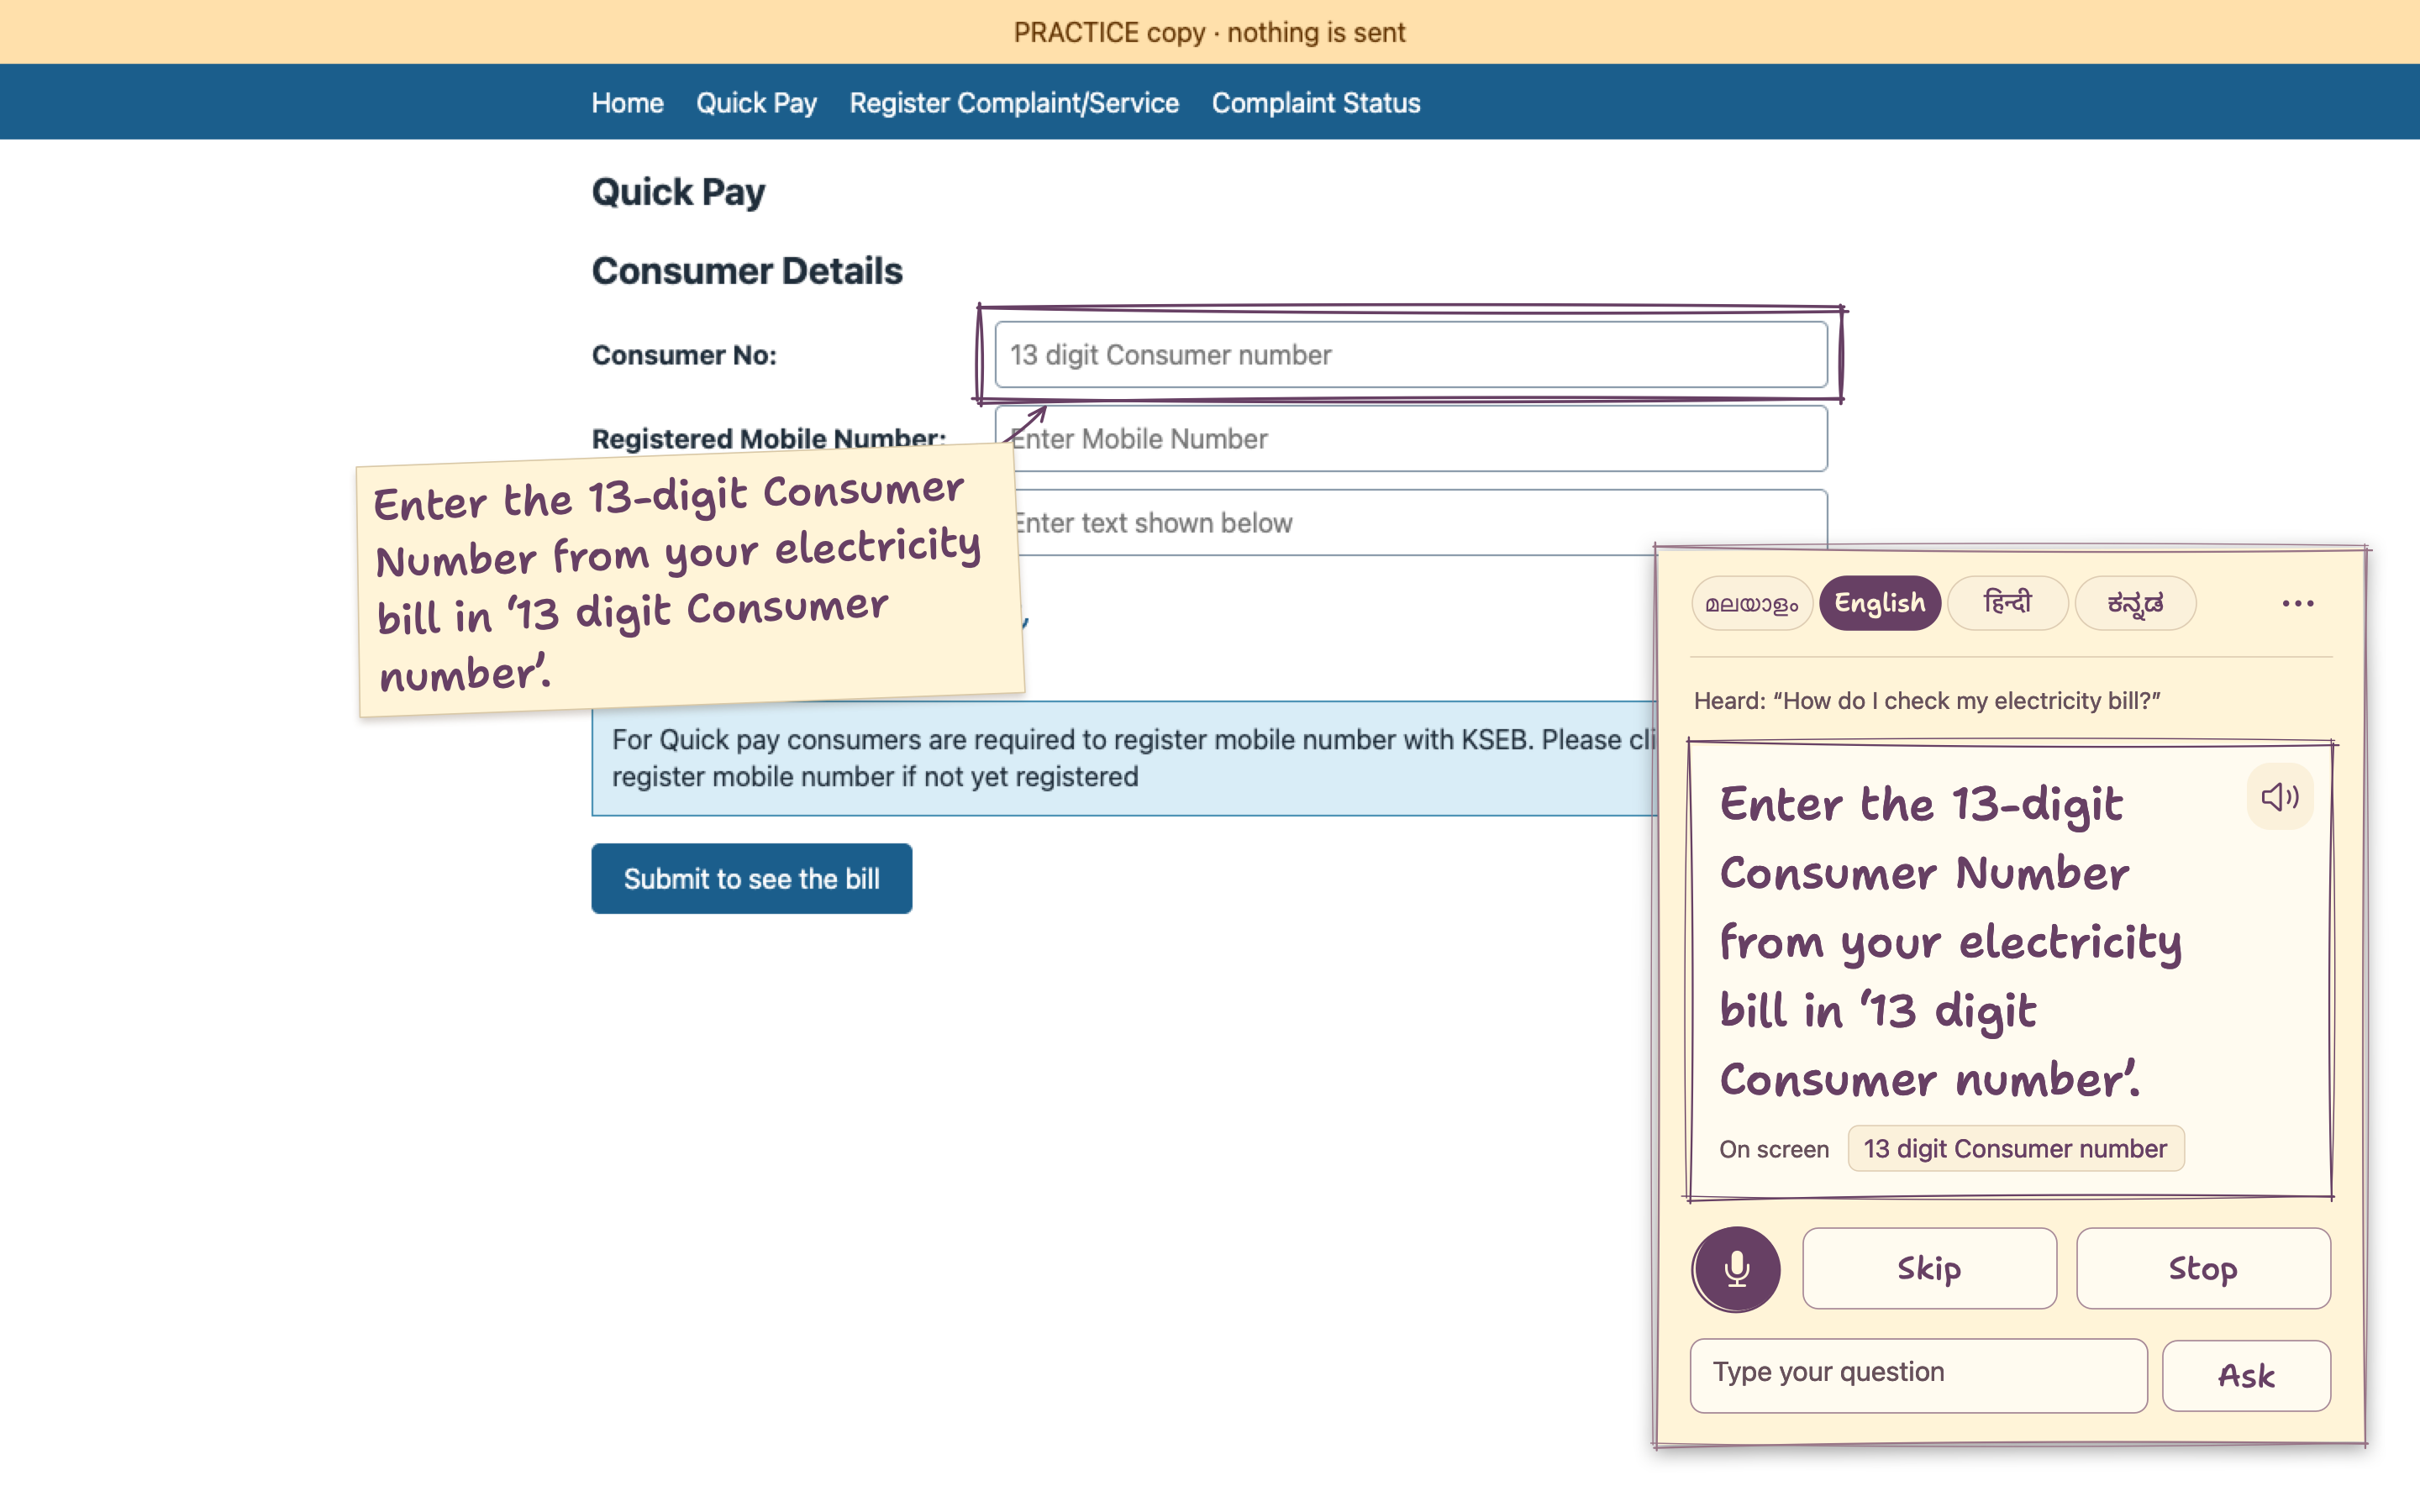 PRACTICE copy · nothing is sent
Home Quick Pay Register Complaint/Service Complaint Status
Quick Pay
Consumer Details
Consumer No:
13 digit Consumer number
Registered Mobile Number:
Enter Mobile Number
Enter text shown below
Enter the 13-digit Consumer
Number from your electricity
bill in ‘13 digit Consumer
number’.
For Quick pay consumers are required to register mobile number with KSEB. Please
register mobile number if not yet registered
Submit to see the bill
മലയാളം English हिन्दी ಕನ್ನಡ
Heard: “How do I check my electricity bill?”
Enter the 13-digit
Consumer Number
from your electricity
bill in ‘13 digit
Consumer number’.
On screen 13 digit Consumer number
Skip Stop
Type your question Ask